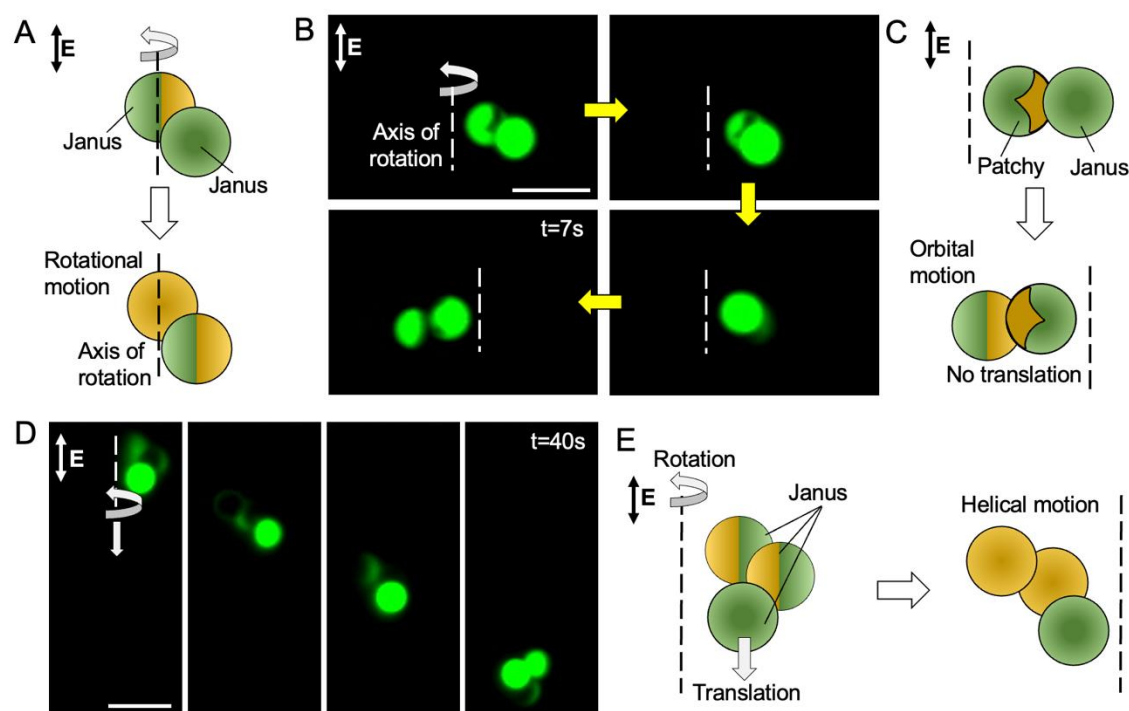 A
E
Janus
Janus
Rotational
motion
Axis of
rotation
B
E
Axis of
rotation
t=7s
C
E
Patchy
Janus
Orbital
motion
No translation
D
E
t=40s
E
Rotation
E
Janus
Translation
Helical motion